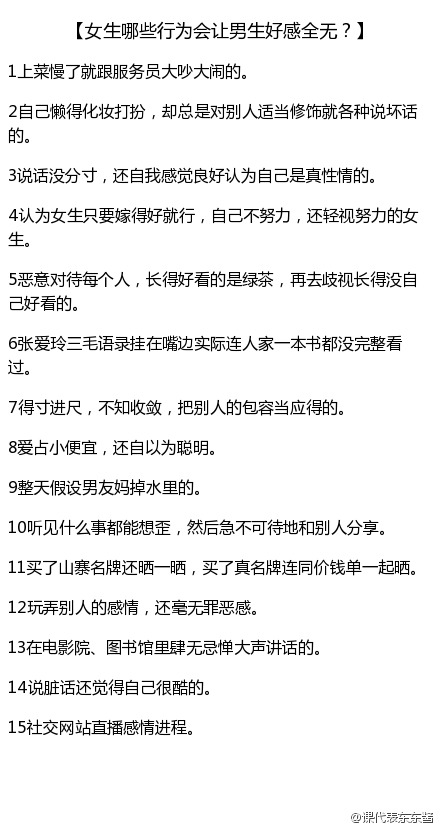 【女生哪些行为会让男生好感全无？】
1上菜慢了就跟服务员大吵大闹的。
2自己懒得化妆打扮，却总是对别人适当修饰就各种说坏话
的。
3说话没分寸，还自我感觉良好认为自己是真性情的。
4认为女生只要嫁得好就行，自己不努力，还轻视努力的女
生。
5恶意对待每个人，长得好看的是绿茶，再去歧视长得没自
己好看的。
6张爱玲三毛语录挂在嘴边实际连人家一本书都没完整看
过。
7得寸进尺，不知收敛，把别人的包容当应得的。
8爱占小便宜，还自以为聪明。
9整天假设男友妈掉水里的。
10听见什么事都能想歪，然后急不可待地和别人分享。
11买了山寨名牌还晒一晒，买了真名牌连同价钱单一起晒。
12玩弄别人的感情，还毫无罪恶感。
13在电影院、图书馆里肆无忌惮大声讲话的。
14说脏话还觉得自己很酷的。
15社交网站直播感情进程。
@课代表东东酱